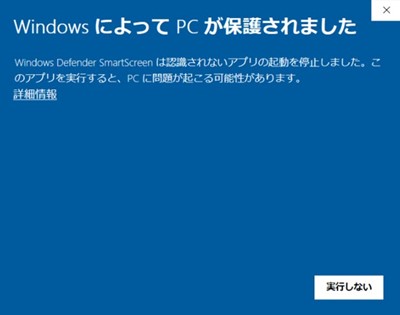 Windows によって PC が保護されました
Windows Defender SmartScreen は認識されないアプリの起動を停止しました。こ
のアプリを実行すると、PC に問題が起こる可能性があります。
詳細情報
実行しない